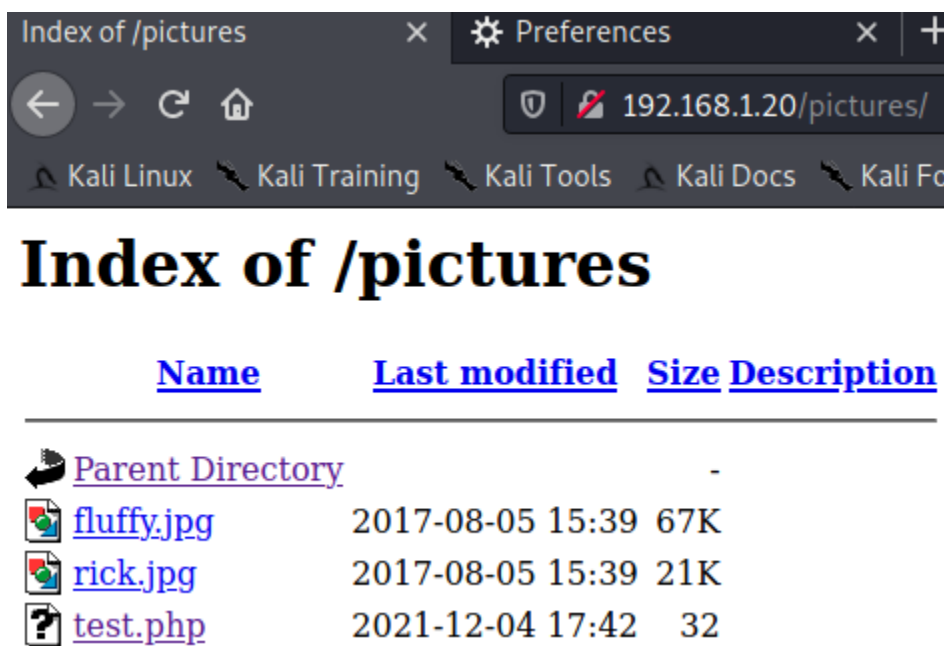 Index of /pictures × Preferences × +
192.168.1.20/pictures/
Kali Linux Kali Training Kali Tools Kali Docs Kali Fo
Index of /pictures
Name Last modified Size Description
Parent Directory -
fluffy.jpg 2017-08-05 15:39 67K
rick.jpg 2017-08-05 15:39 21K
test.php 2021-12-04 17:42 32